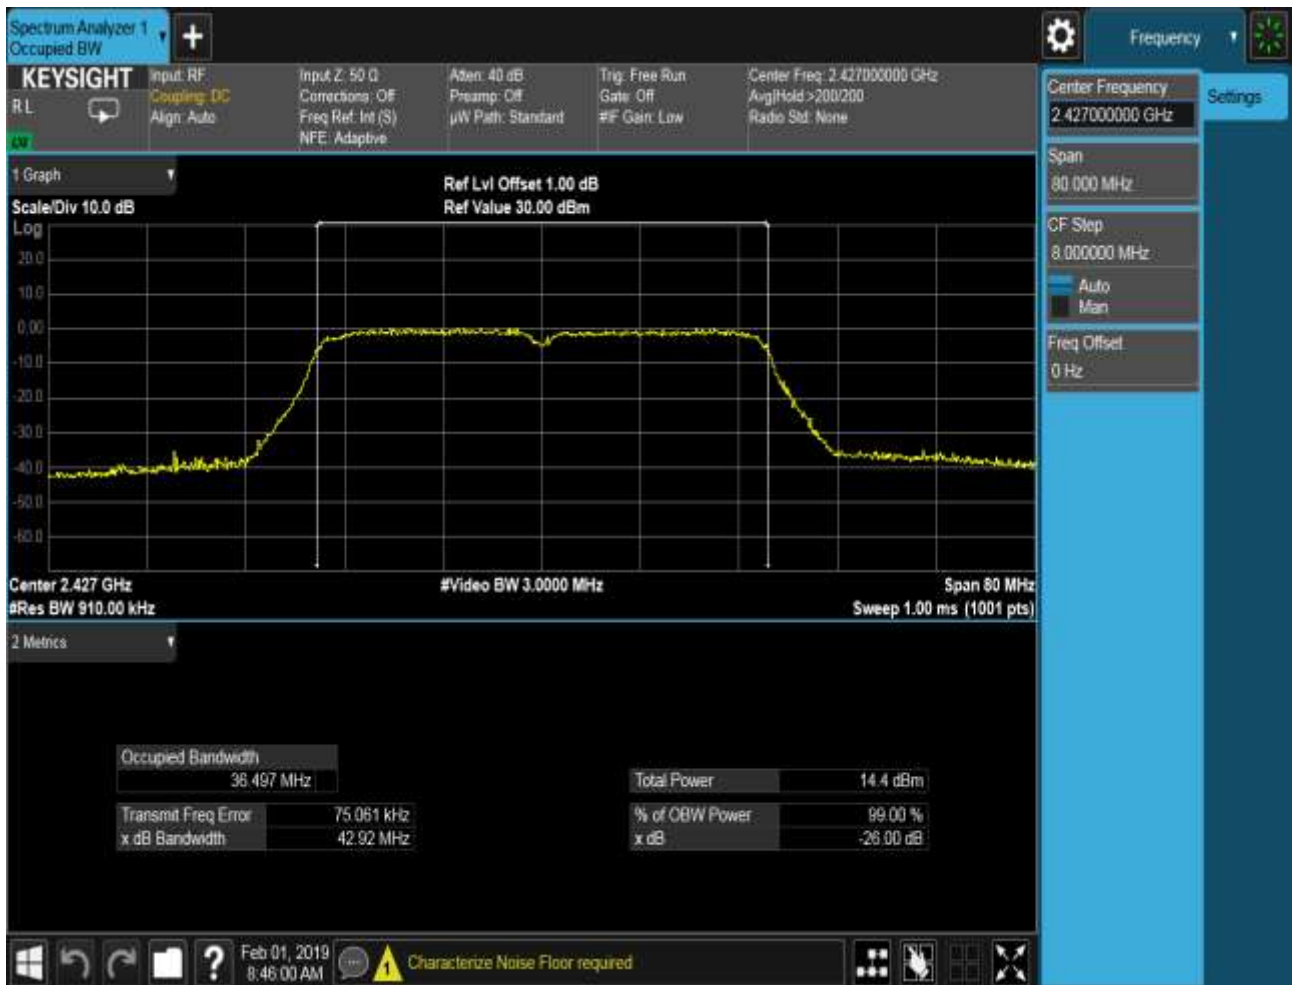 Spectrum Analyzer 1
Occupied BW
Frequency
KEYSIGHT
R L
Input: RF
Coupling: DC
Align: Auto
Input Z: 50 Ω
Corrections: Off
Freq Ref: Int (S)
NFE: Adaptive
Atten: 40 dB
Preamp: Off
µW Path: Standard
Trig: Free Run
Gate: Off
#IF Gain: Low
Center Freq: 2.427000000 GHz
Avg|Hold:>200/200
Radio Std: None
Center Frequency
2.427000000 GHz
Settings
Span
80.000 MHz
CF Step
8.000000 MHz
Auto
Man
Freq Offset
0 Hz
1 Graph
Scale/Div 10.0 dB
Ref Lvl Offset 1.00 dB
Ref Value 30.00 dBm
Log
20.0
10.0
0.00
-10.0
-20.0
-30.0
-40.0
-50.0
-60.0
Center 2.427 GHz
#Video BW 3.0000 MHz
Span 80 MHz
#Res BW 910.00 kHz
Sweep 1.00 ms (1001 pts)
2 Metrics
Occupied Bandwidth
36.497 MHz
Transmit Freq Error 75.061 kHz
x dB Bandwidth 42.92 MHz
Total Power 14.4 dBm
% of OBW Power 99.00 %
x dB -26.00 dB
?
Feb 01, 2019
8:46:00 AM
1
Characterize Noise Floor required